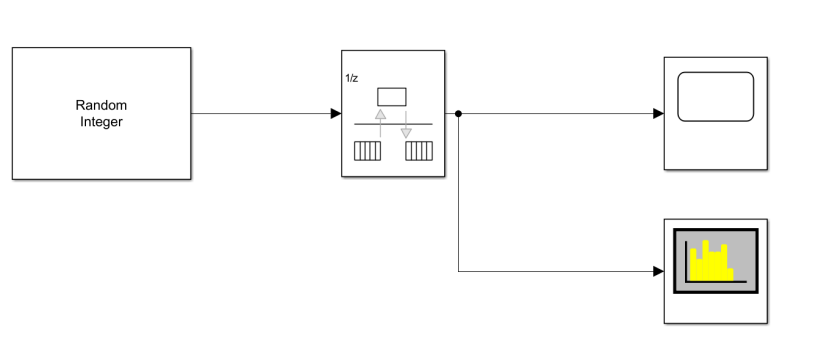 Random
Integer
1/z